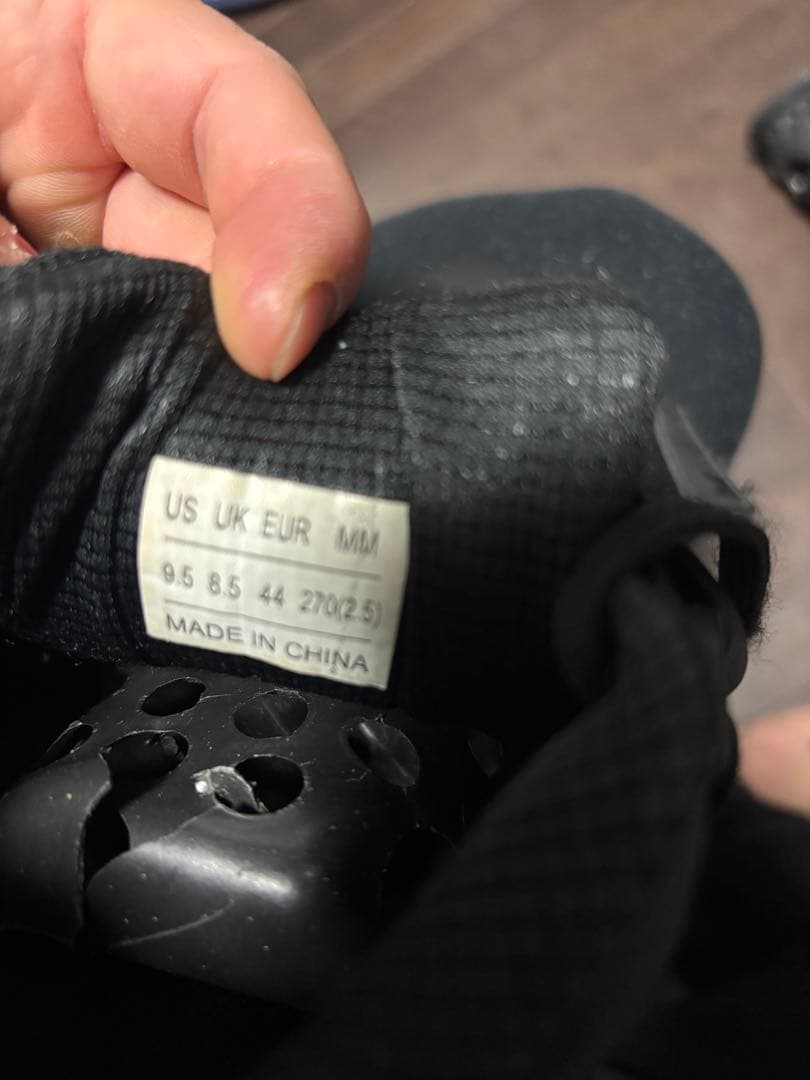 US UK EUR MM
9.5 8.5 44 270(2.5)
MADE IN CHINA